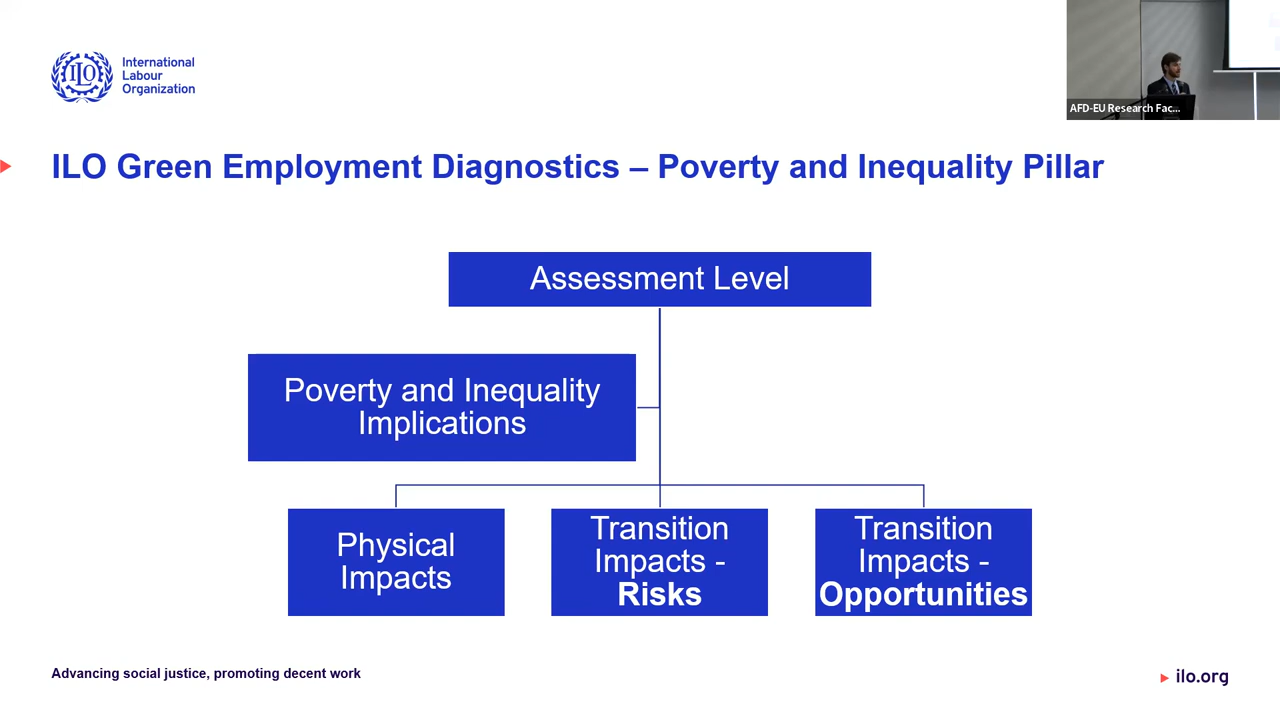 ILO
International
Labour
Organization
AFD-EU Research Fac...
ILO Green Employment Diagnostics – Poverty and Inequality Pillar
Assessment Level
Poverty and Inequality
Implications
Physical
Impacts
Transition
Impacts -
Risks
Transition
Impacts -
Opportunities
Advancing social justice, promoting decent work
ilo.org